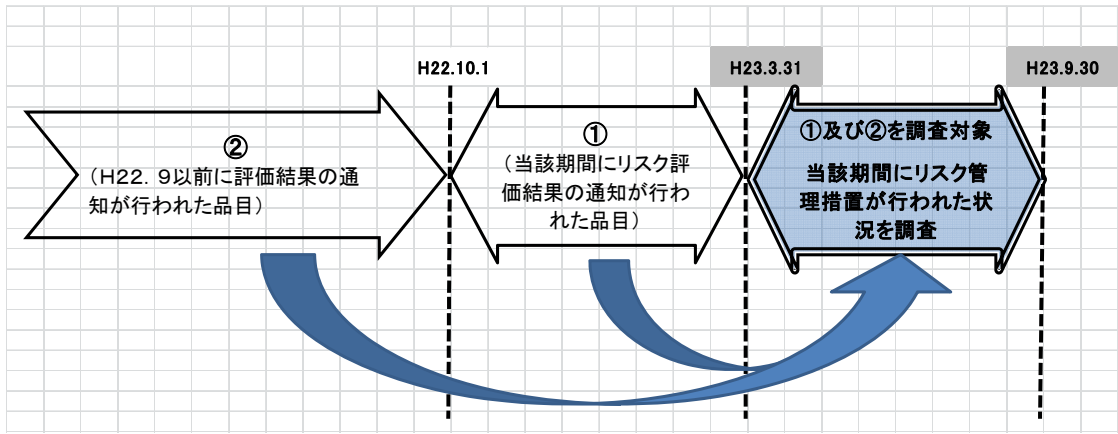 H22.10.1
H23.3.31
H23.9.30
②
(H22．9以前に評価結果の通
知が行われた品目)
①
(当該期間にリスク評
価結果の通知が行わ
れた品目)
①及び②を調査対象
当該期間にリスク管
理措置が行われた状
況を調査